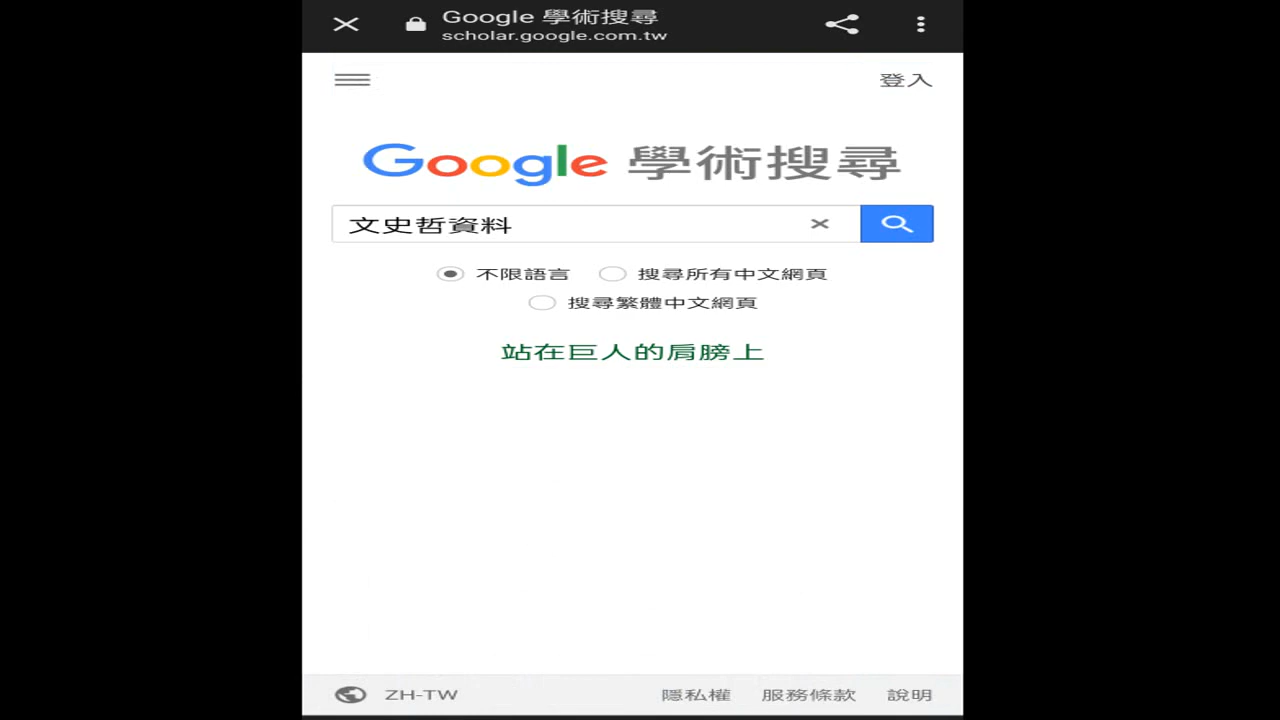 Google 學術搜尋
scholar.google.com.tw
登入
Google 學術搜尋
文史哲資料
不限語言 搜尋所有中文網頁
搜尋繁體中文網頁
站在巨人的肩膀上
ZH-TW 隱私權 服務條款 說明